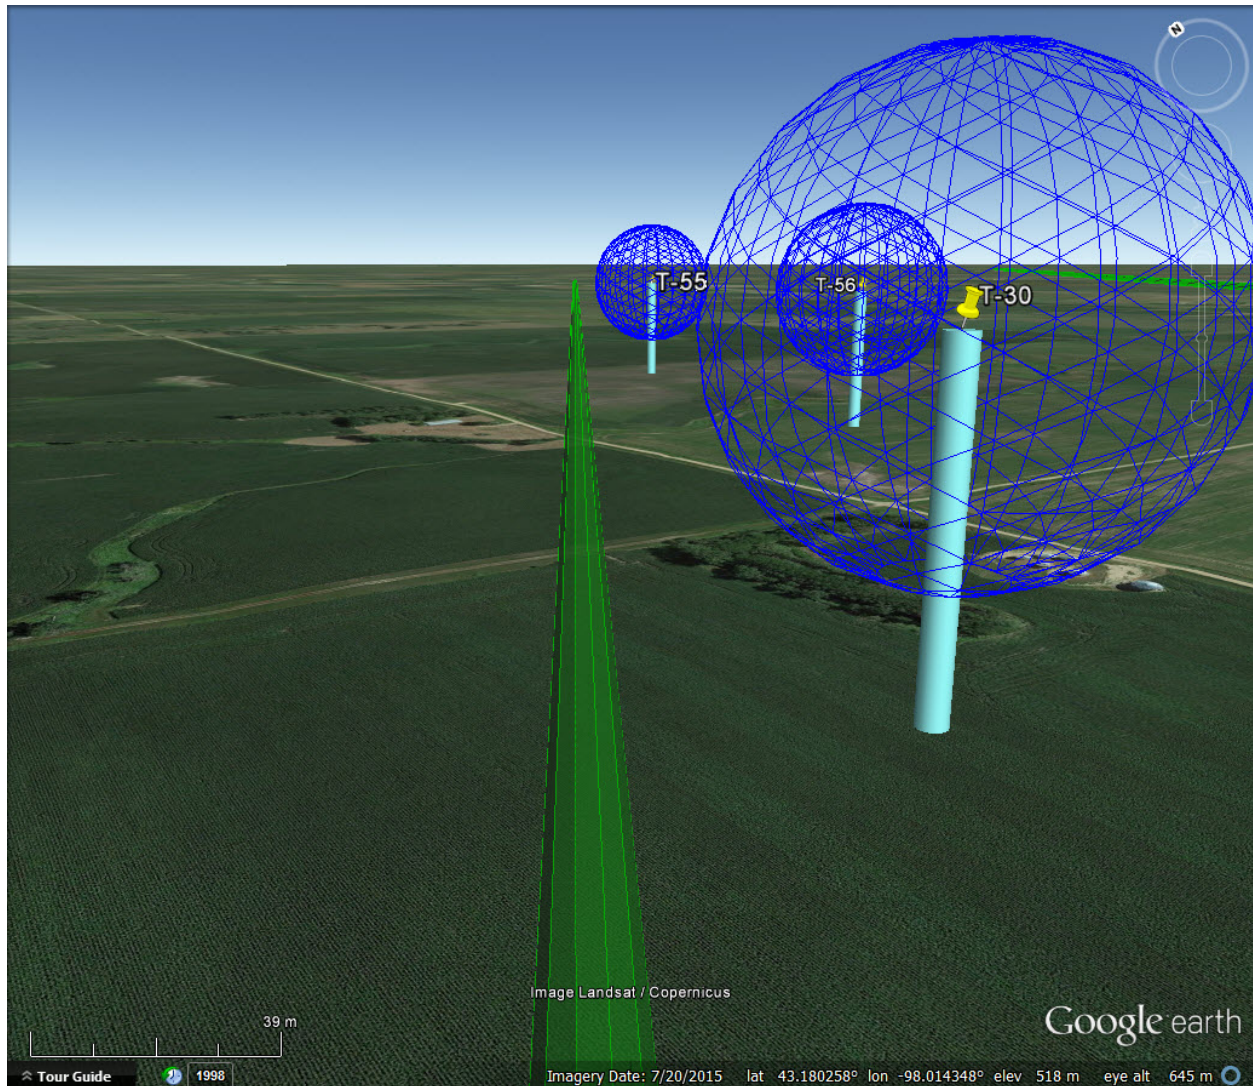 N
T-55
T-56
T-30
Image Landsat / Copernicus
39 m
Google earth
Tour Guide
1998
Imagery Date: 7/20/2015 lat 43.180258° lon -98.014348° elev 518 m eye alt 645 m